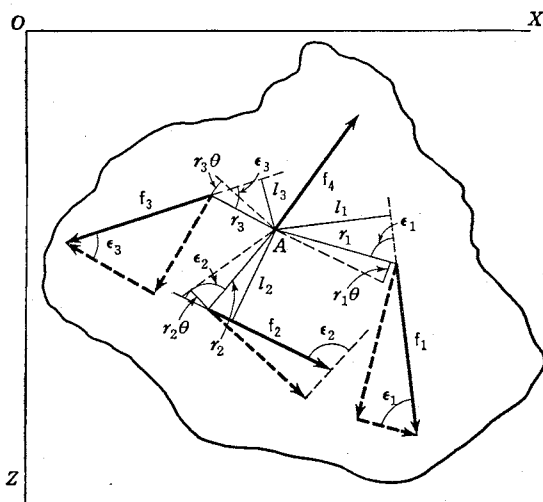 O X
r₃θ ϵ₃
f₄
f₃ r₃ l₃ l₁ ϵ₁
A r₁
ϵ₃ ϵ₂
l₂ r₁θ
r₂θ r₂ f₂ ϵ₂ f₁
ϵ₁
Z